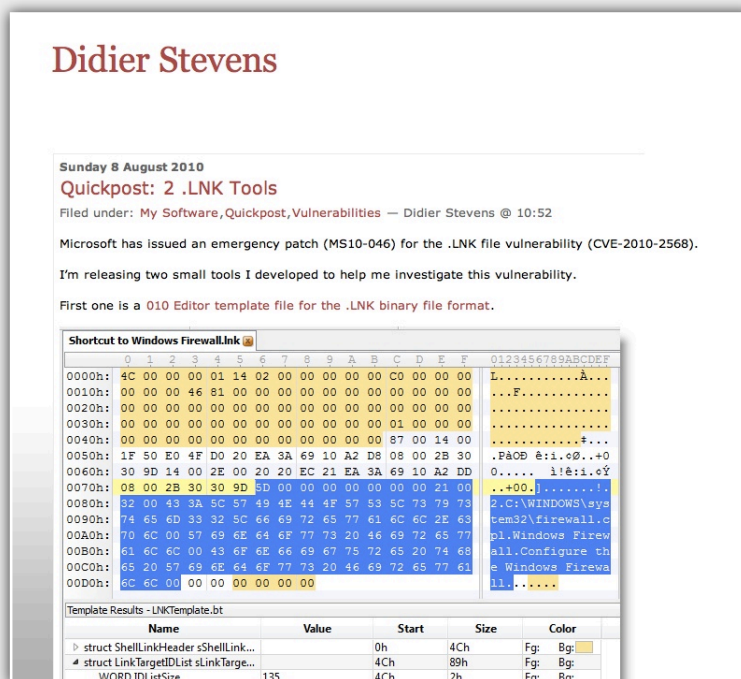 Didier Stevens
Sunday 8 August 2010
Quickpost: 2 .LNK Tools
Filed under: My Software,Quickpost,Vulnerabilities — Didier Stevens @ 10:52
Microsoft has issued an emergency patch (MS10-046) for the .LNK file vulnerability (CVE-2010-2568).
I’m releasing two small tools I developed to help me investigate this vulnerability.
First one is a 010 Editor template file for the .LNK binary file format.
Shortcut to Windows Firewall.lnk
0 1 2 3 4 5 6 7 8 9 A B C D E F 0123456789ABCDEF
0000h: 4C 00 00 00 01 14 02 00 00 00 00 00 C0 00 00 00 L...........À...
0010h: 00 00 00 46 81 00 00 00 00 00 00 00 00 00 00 00 ...F............
0020h: 00 00 00 00 00 00 00 00 00 00 00 00 00 00 00 00 ................
0030h: 00 00 00 00 00 00 00 00 00 00 00 00 01 00 00 00 ................
0040h: 00 00 00 00 00 00 00 00 00 00 00 00 87 00 14 00 ............‡...
0050h: 1F 50 E0 4F D0 20 EA 3A 69 10 A2 D8 08 00 2B 30 .PàOÐ ê:i.¢Ø..+0
0060h: 30 9D 14 00 2E 00 20 20 EC 21 EA 3A 69 10 A2 DD 0.....  ì!ê:i.¢Ý
0070h: 08 00 2B 30 30 9D 5D 00 00 00 00 00 00 00 21 00 ..+00.].......!.
0080h: 32 00 43 3A 5C 57 49 4E 44 4F 57 53 5C 73 79 73 2.C:\WINDOWS\sys
0090h: 74 65 6D 33 32 5C 66 69 72 65 77 61 6C 6C 2E 63 tem32\firewall.c
00A0h: 70 6C 00 57 69 6E 64 6F 77 73 20 46 69 72 65 77 pl.Windows Firew
00B0h: 61 6C 6C 00 43 6F 6E 66 69 67 75 72 65 20 74 68 all.Configure th
00C0h: 65 20 57 69 6E 64 6F 77 73 20 46 69 72 65 77 61 e Windows Firewa
00D0h: 6C 6C 00 00 00 00 00 00 00 ll.......
Template Results - LNKTemplate.bt
Name Value Start Size Color
struct ShellLinkHeader sShellLink... 0h 4Ch Fg: Bg:
struct LinkTargetIDList sLinkTarge... 4Ch 89h Fg: Bg:
WORD IDListSize 135 4Ch 2h Fg: Bg: